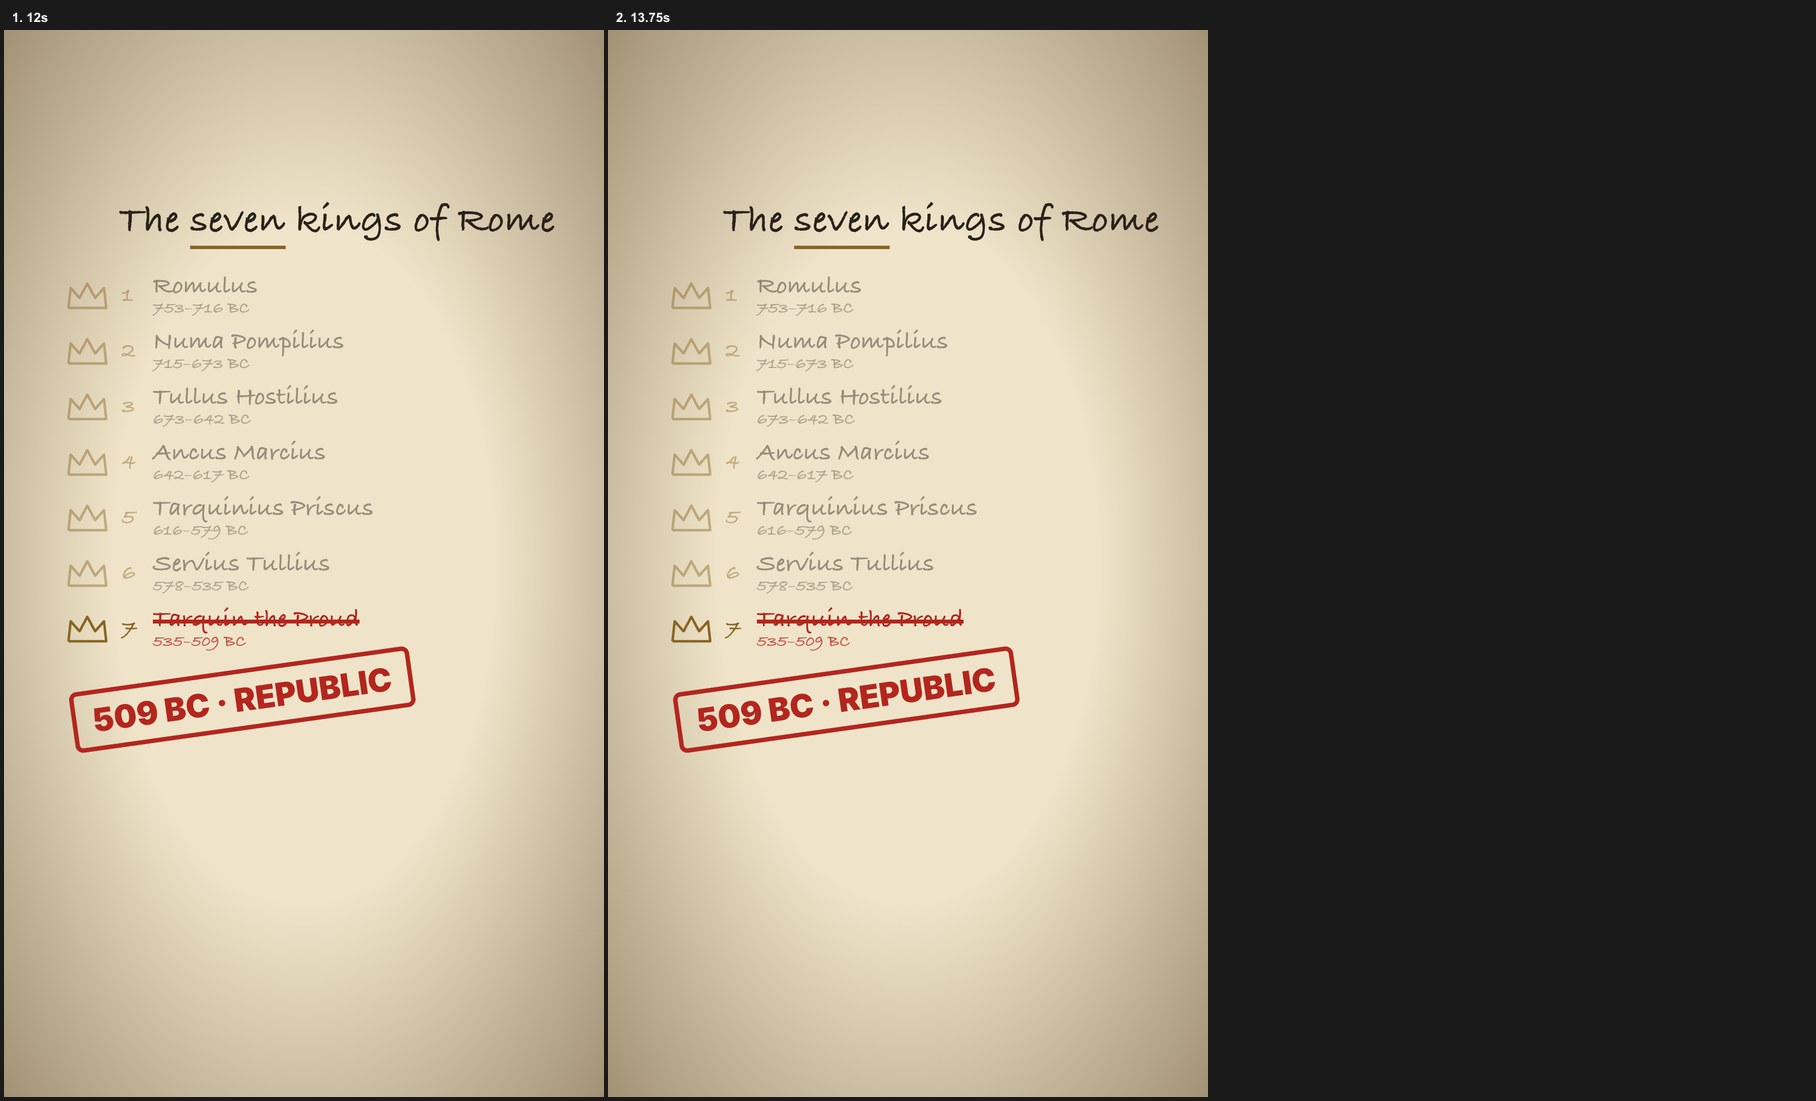 1. 12s
The seven kings of Rome
1 Romulus
753–716 BC
2 Numa Pompilius
715–673 BC
3 Tullus Hostilius
673–642 BC
4 Ancus Marcius
642–617 BC
5 Tarquinius Priscus
616–579 BC
6 Servius Tullius
578–535 BC
7 Tarquin the Proud
535–509 BC
509 BC · REPUBLIC
2. 13.75s
The seven kings of Rome
1 Romulus
753–716 BC
2 Numa Pompilius
715–673 BC
3 Tullus Hostilius
673–642 BC
4 Ancus Marcius
642–617 BC
5 Tarquinius Priscus
616–579 BC
6 Servius Tullius
578–535 BC
7 Tarquin the Proud
535–509 BC
509 BC · REPUBLIC